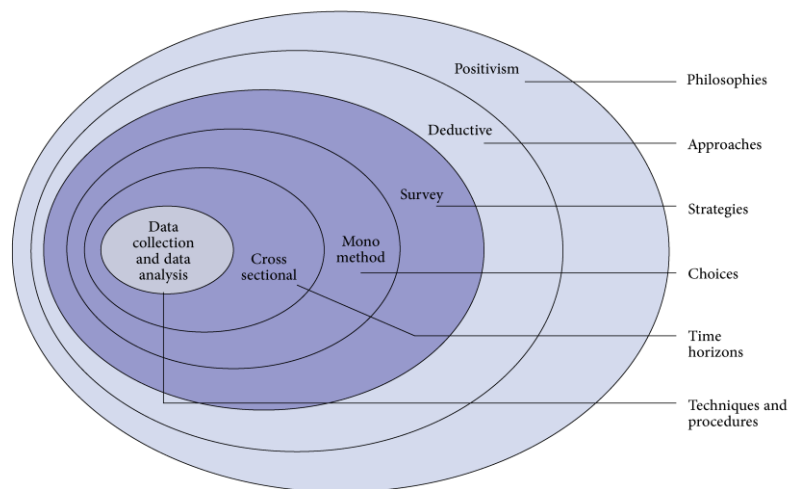 Positivism
Philosophies
Deductive
Approaches
Survey
Strategies
Data
collection
and data
analysis
Cross
sectional
Mono
method
Choices
Time
horizons
Techniques and
procedures